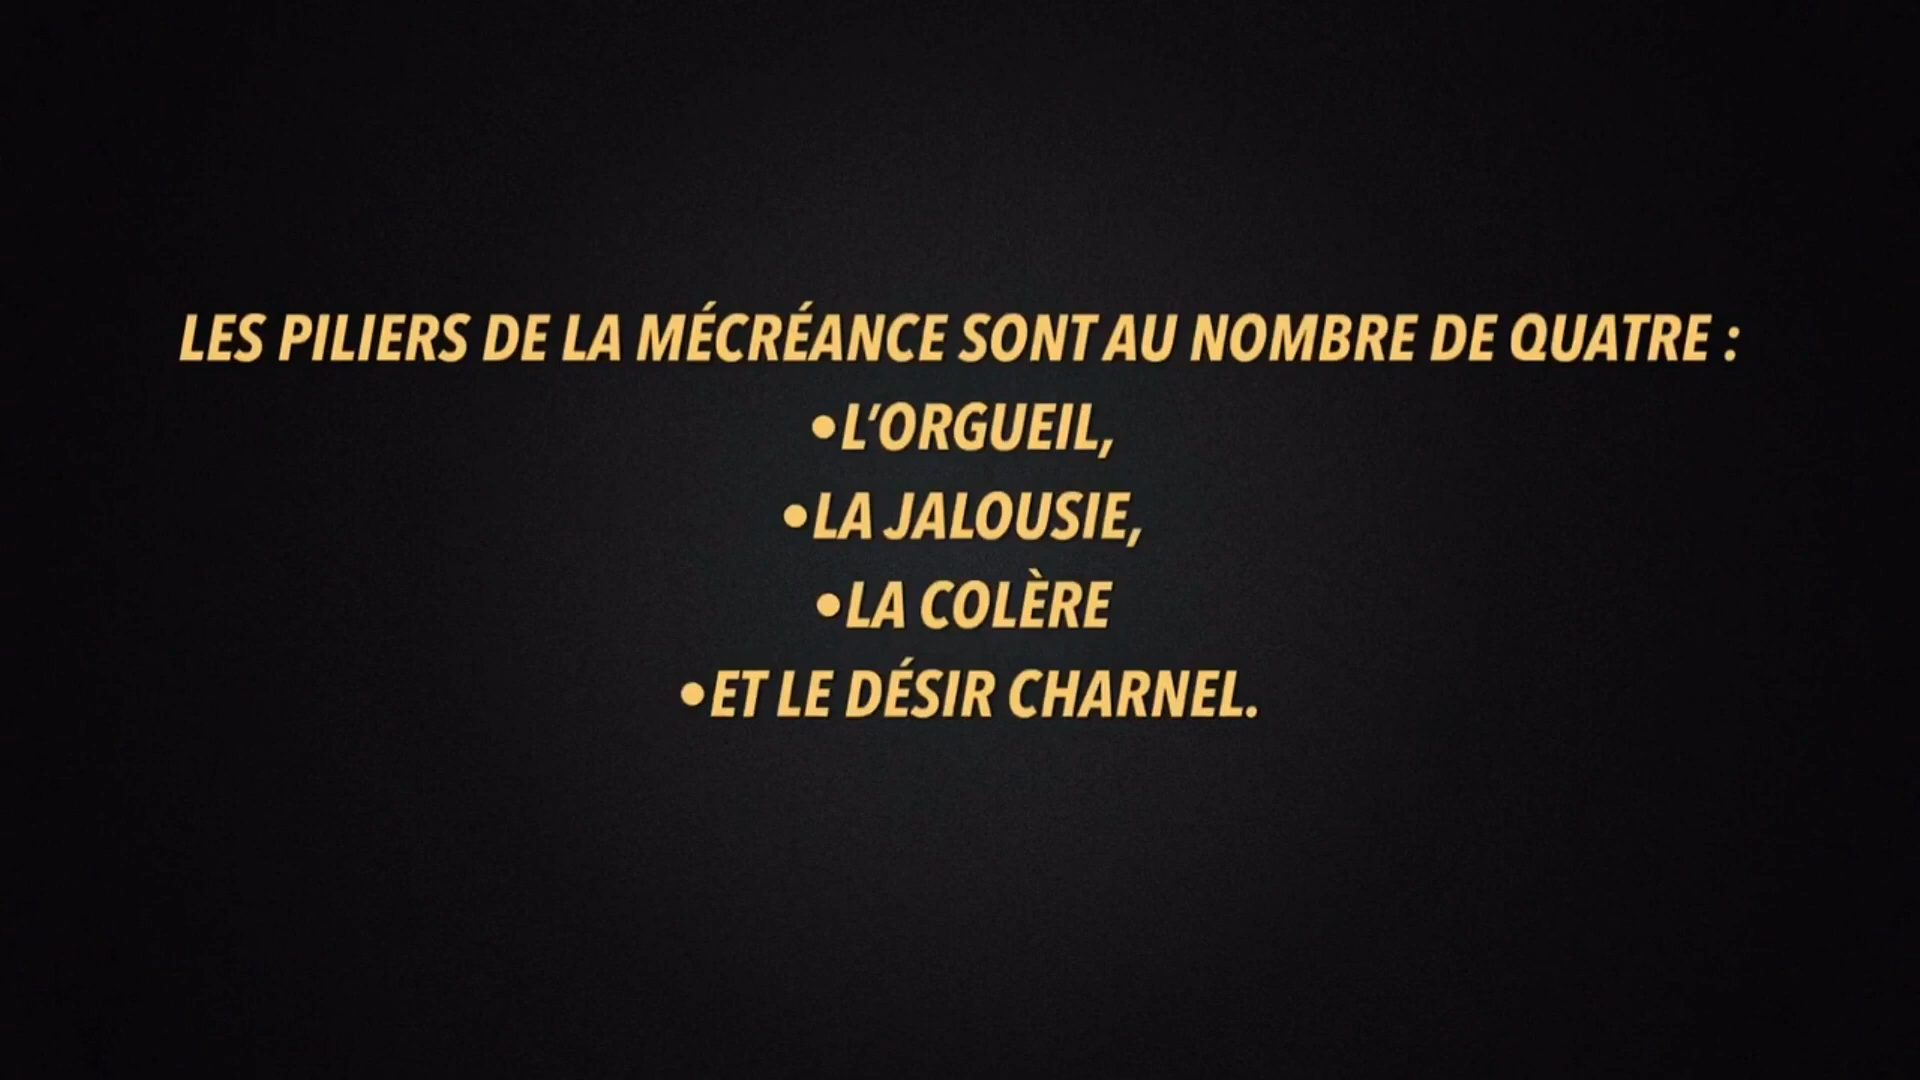 LES PILIERS DE LA MÉCRÉANCE SONT AU NOMBRE DE QUATRE :
•L’ORGUEIL,
•LA JALOUSIE,
•LA COLÈRE
•ET LE DÉSIR CHARNEL.